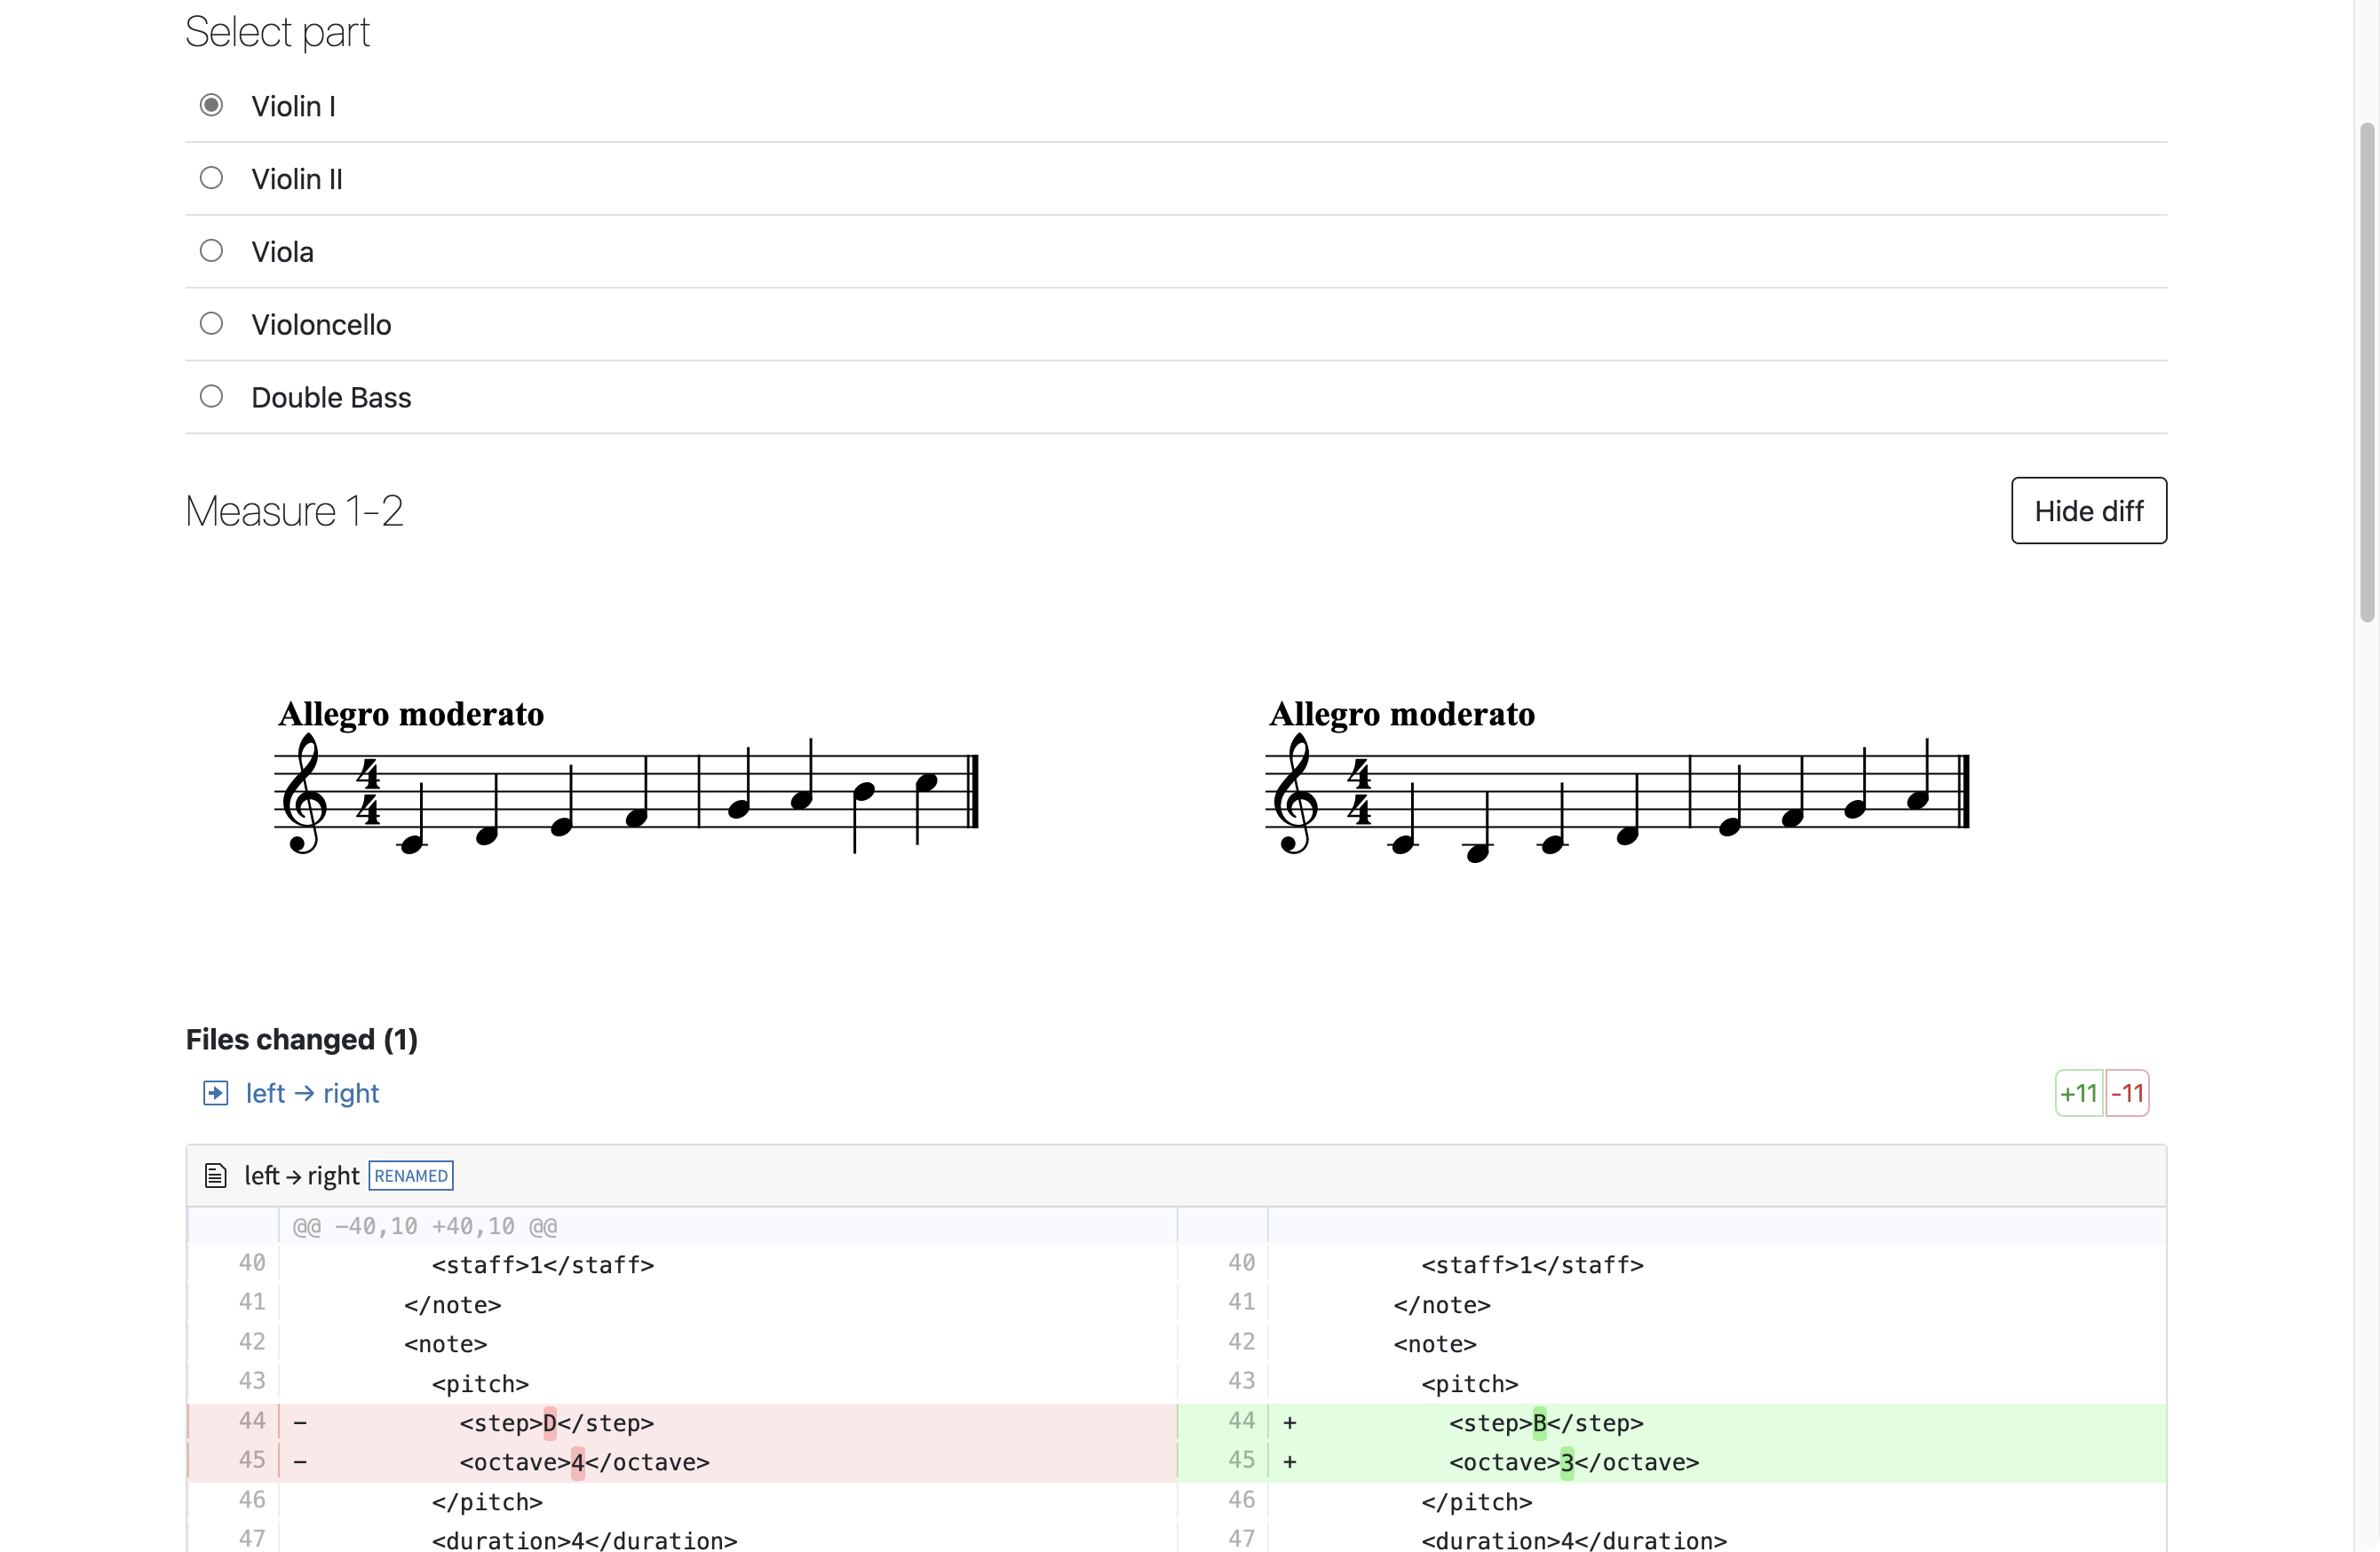 Select part
Violin I
Violin II
Viola
Violoncello
Double Bass
Measure 1-2
Hide diff
Allegro moderato
Allegro moderato
4
4
4
4
Files changed (1)
left → right
+11 -11
left → right RENAMED
@@ -40,10 +40,10 @@
40 <staff>1</staff> 40 <staff>1</staff>
41 </note> 41 </note>
42 <note> 42 <note>
43 <pitch> 43 <pitch>
44 - <step>D</step> 44 + <step>B</step>
45 - <octave>4</octave> 45 + <octave>3</octave>
46 </pitch> 46 </pitch>
47 <duration>4</duration> 47 <duration>4</duration>